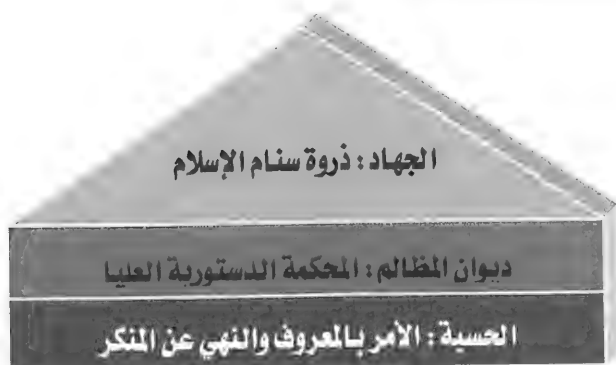 الجهاد : ذروة سنام الإسلام
ديوان المظالم : المحكمة الدستورية العليا
الحسبة : الأمر بالمعروف والنهي عن المنكر